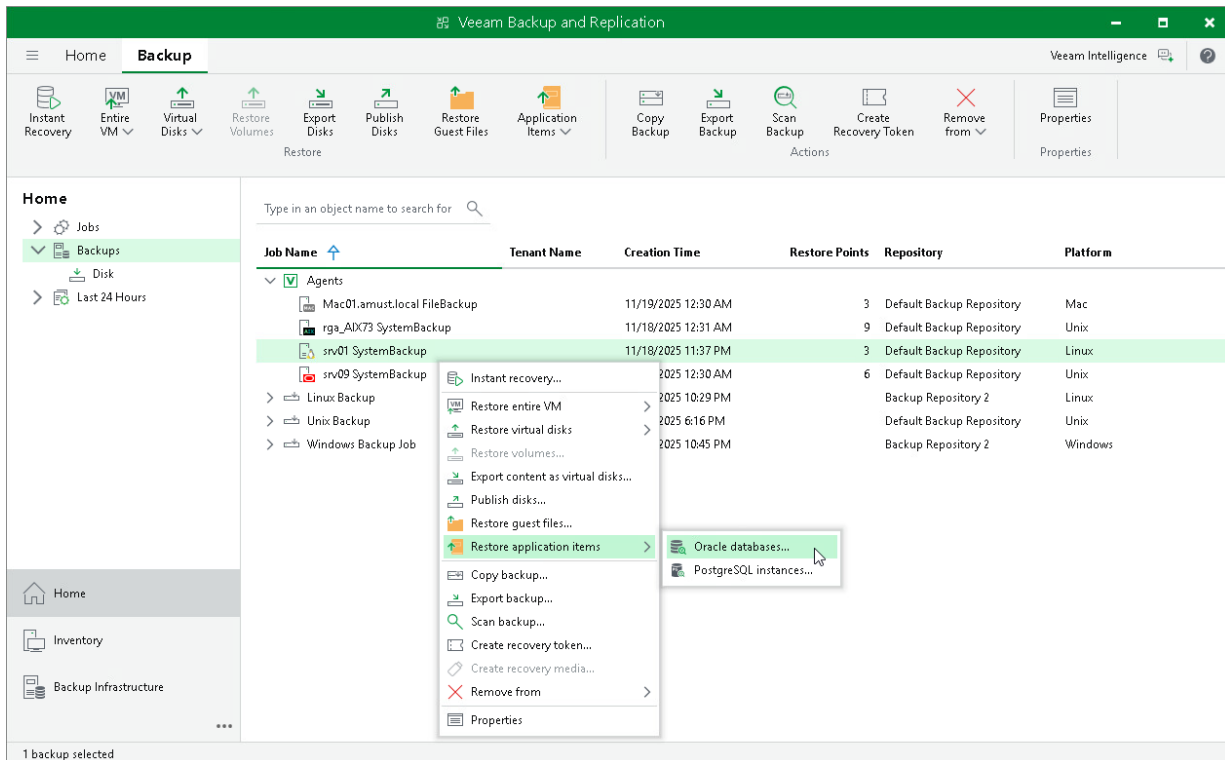 Veeam Backup and Replication
Home Backup Veeam Intelligence
Instant Recovery
Entire VM
Virtual Disks
Restore Volumes
Export Disks
Publish Disks
Restore Guest Files
Application Items
Copy Backup
Export Backup
Scan Backup
Create Recovery Token
Remove from
Properties
Restore Actions Properties
Home
Jobs
Backups
Disk
Last 24 Hours
Type in an object name to search for
Job Name Tenant Name Creation Time Restore Points Repository Platform
Agents
Mac01.amust.local FileBackup 11/19/2025 12:30 AM 3 Default Backup Repository Mac
rga_AIX73 SystemBackup 11/18/2025 12:31 AM 9 Default Backup Repository Unix
srv01 SystemBackup 11/18/2025 11:37 PM 3 Default Backup Repository Linux
srv09 SystemBackup 2025 12:30 AM 6 Default Backup Repository Unix
Linux Backup 2025 10:29 PM Backup Repository 2 Linux
Unix Backup 2025 6:16 PM Default Backup Repository Unix
Windows Backup Job 2025 10:45 PM Backup Repository 2 Windows
Instant recovery...
Restore entire VM
Restore virtual disks
Restore volumes...
Export content as virtual disks...
Publish disks...
Restore guest files...
Restore application items
Oracle databases...
PostgreSQL instances...
Copy backup...
Export backup...
Scan backup...
Create recovery token...
Create recovery media...
Remove from
Properties
Home
Inventory
Backup Infrastructure
1 backup selected